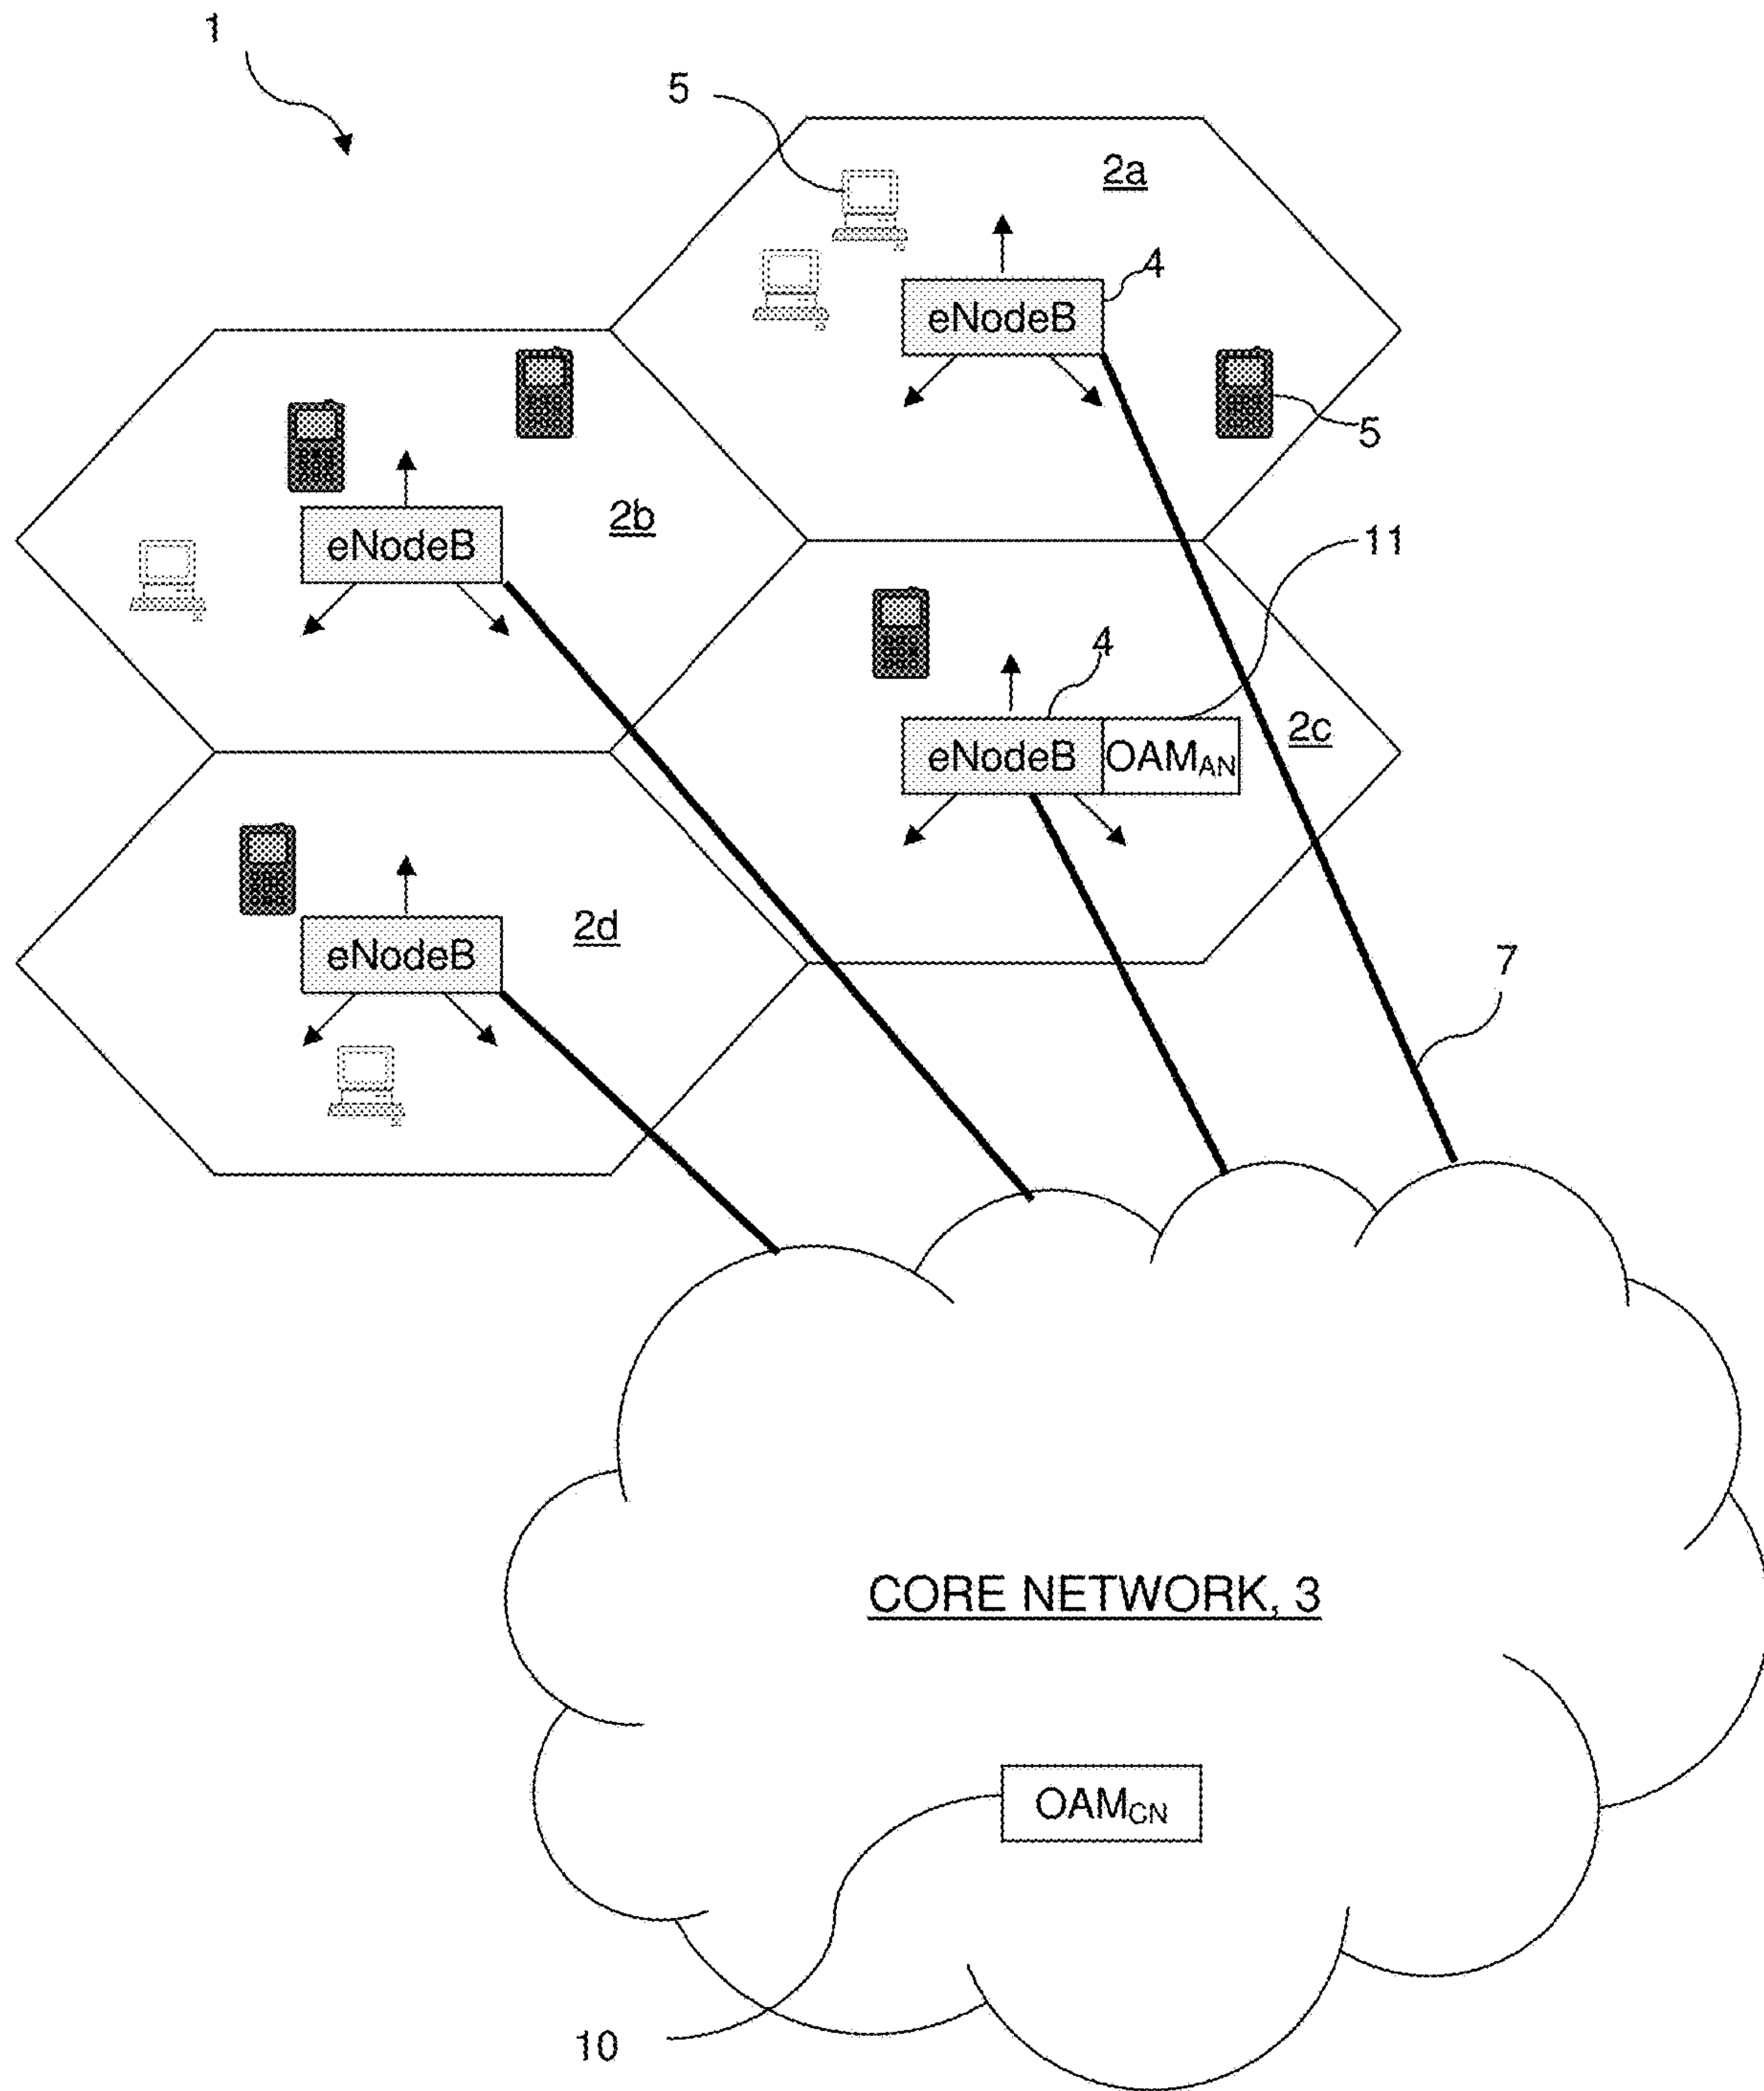 1
5
2a
4
eNodeB
5
2b
eNodeB
11
4
2c
eNodeB
OAMAN
2d
eNodeB
7
CORE NETWORK, 3
OAMCN
10